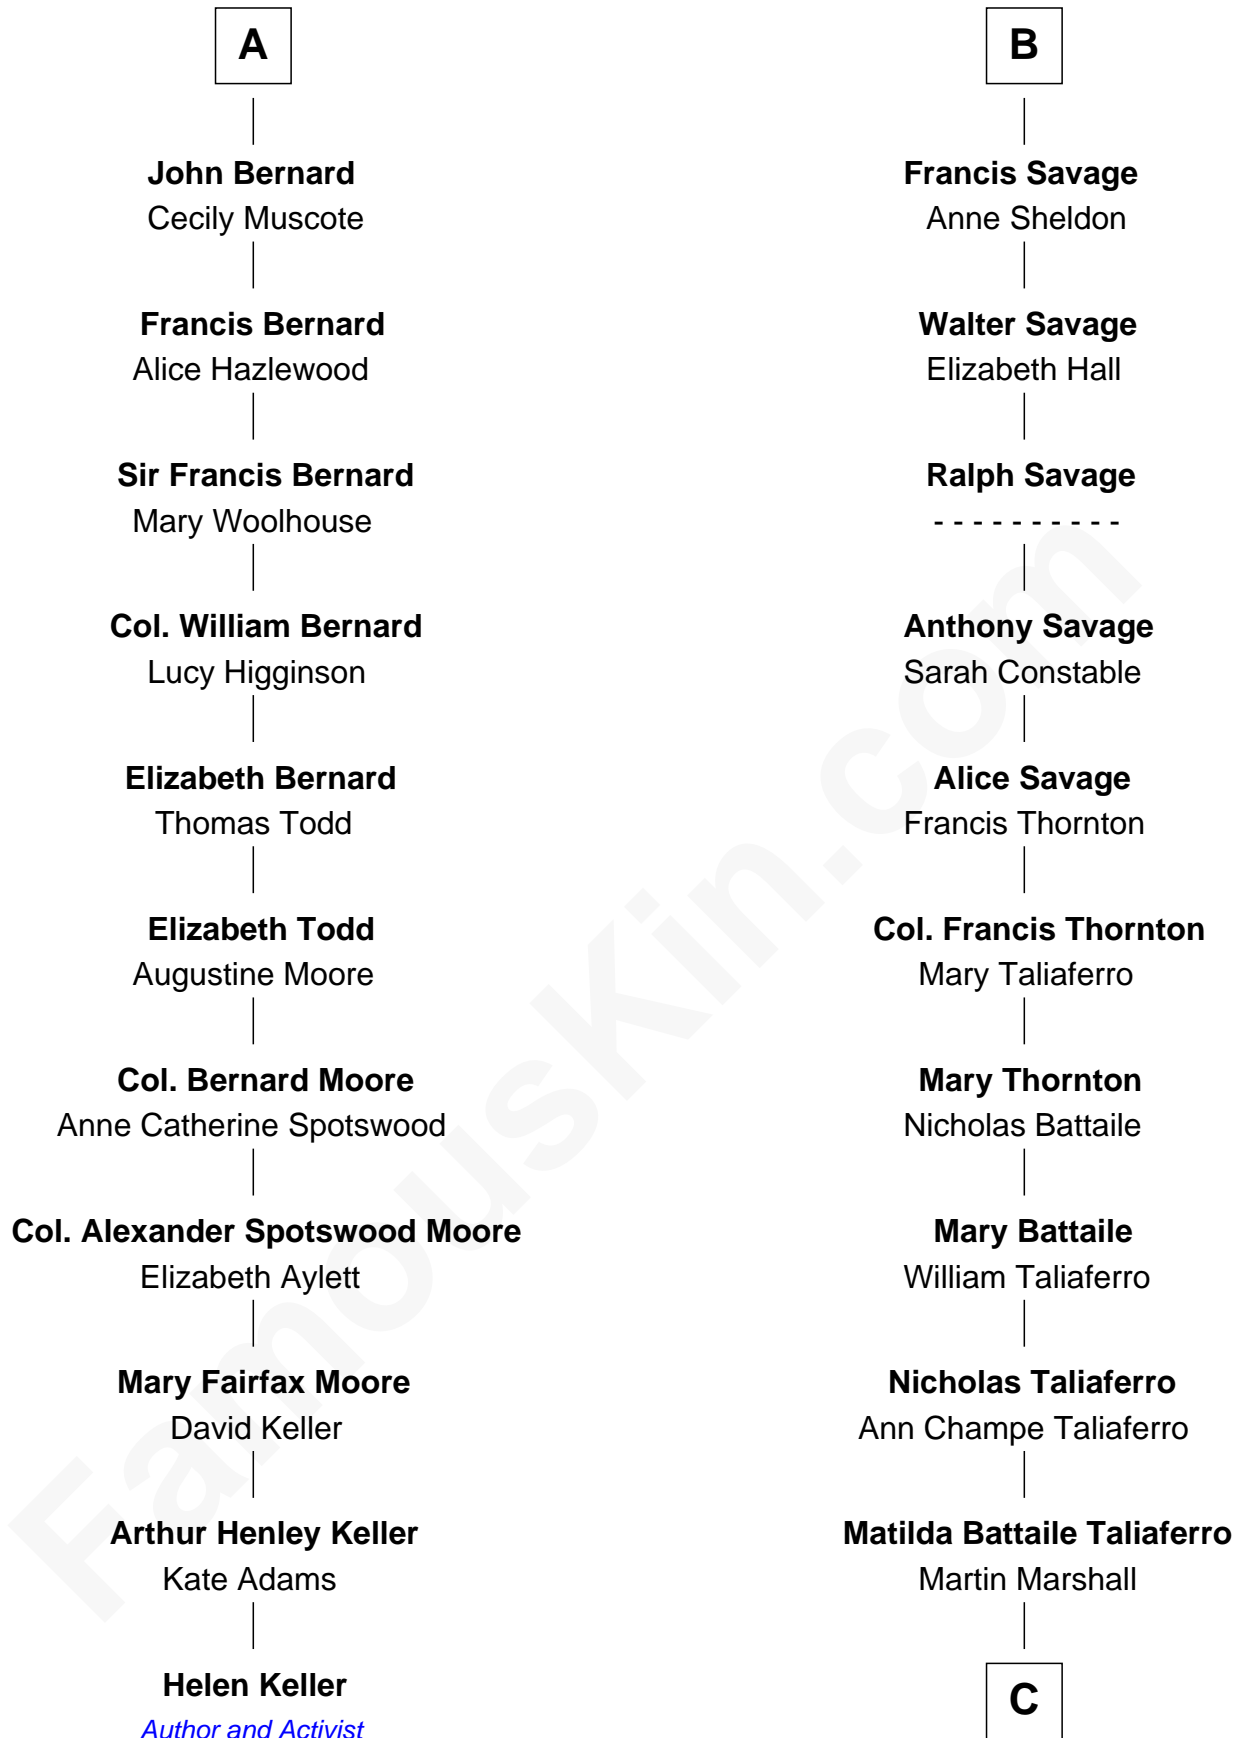 A
John Bernard
Cecily Muscote
Francis Bernard
Alice Hazlewood
Sir Francis Bernard
Mary Woolhouse
Col. William Bernard
Lucy Higginson
Elizabeth Bernard
Thomas Todd
Elizabeth Todd
Augustine Moore
Col. Bernard Moore
Anne Catherine Spotswood
Col. Alexander Spotswood Moore
Elizabeth Aylett
Mary Fairfax Moore
David Keller
Arthur Henley Keller
Kate Adams
Helen Keller
Author and Activist
B
Francis Savage
Anne Sheldon
Walter Savage
Elizabeth Hall
Ralph Savage
- - - - - - - - - -
Anthony Savage
Sarah Constable
Alice Savage
Francis Thornton
Col. Francis Thornton
Mary Taliaferro
Mary Thornton
Nicholas Battaile
Mary Battaile
William Taliaferro
Nicholas Taliaferro
Ann Champe Taliaferro
Matilda Battaile Taliaferro
Martin Marshall
C
FamousKin.com